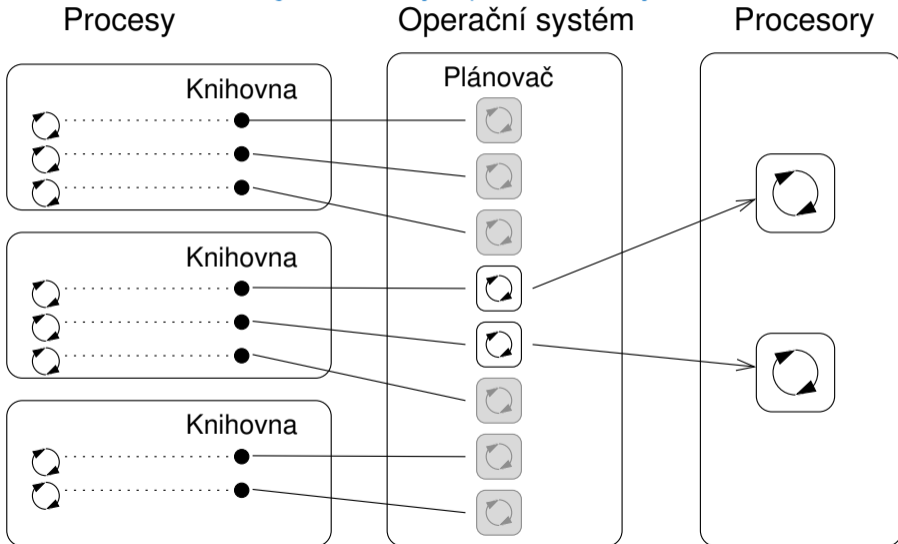 Procesy
Operační systém
Procesory
Knihovna
Plánovač
Knihovna
Knihovna